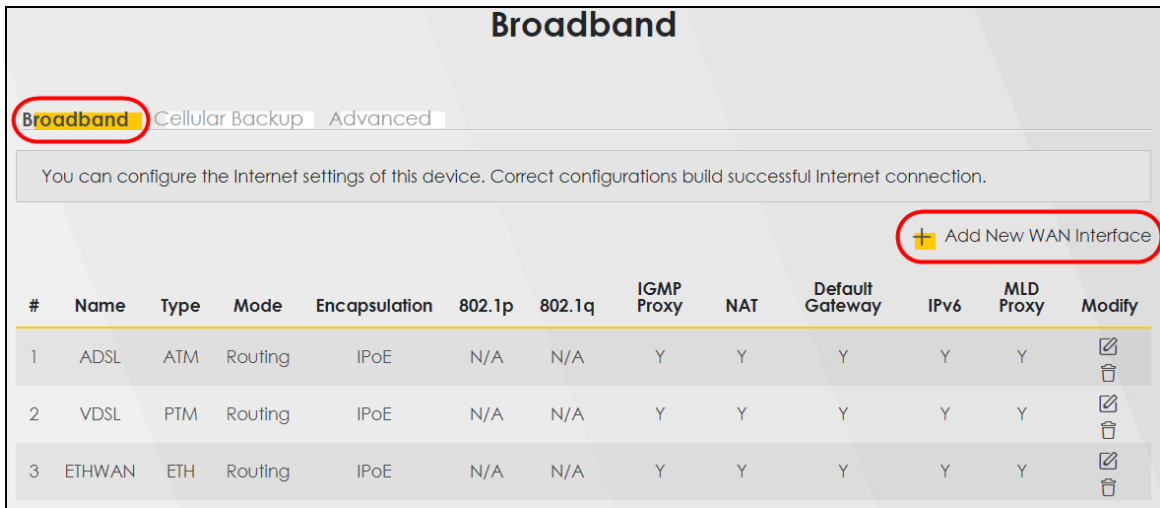 Broadband
Broadband Cellular Backup Advanced
You can configure the Internet settings of this device. Correct configurations build successful Internet connection.
+ Add New WAN Interface
# Name Type Mode Encapsulation 802.1p 802.1q IGMP Proxy NAT Default Gateway IPv6 MLD Proxy Modify
1 ADSL ATM Routing IPoE N/A N/A Y Y Y Y Y
2 VDSL PTM Routing IPoE N/A N/A Y Y Y Y Y
3 ETHWAN ETH Routing IPoE N/A N/A Y Y Y Y Y